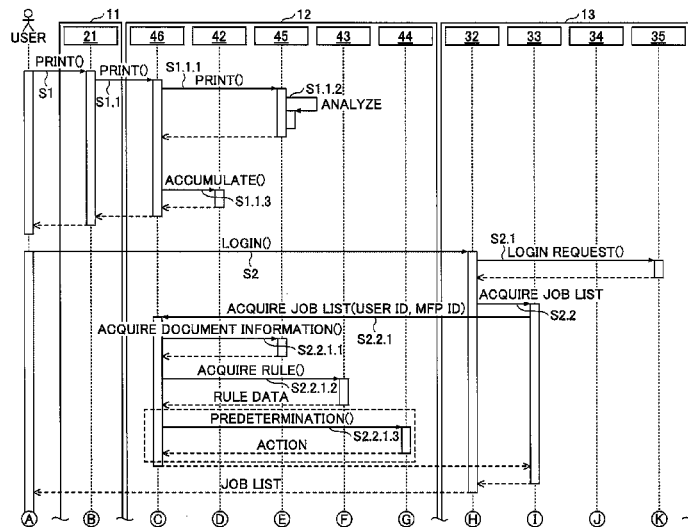 11 12 13
USER 21 46 42 45 43 44 32 33 34 35
PRINT()
S1
PRINT()
S1.1
S1.1.1
PRINT()
S1.1.2
ANALYZE
ACCUMULATE()
S1.1.3
LOGIN()
S2
S2.1
LOGIN REQUEST()
ACQUIRE JOB LIST
S2.2
ACQUIRE JOB LIST(USER ID, MFP ID)
S2.2.1
ACQUIRE DOCUMENT INFORMATION()
S2.2.1.1
ACQUIRE RULE()
S2.2.1.2
RULE DATA
PREDETERMINATION()
S2.2.1.3
ACTION
JOB LIST
A B C D E F G H I J K